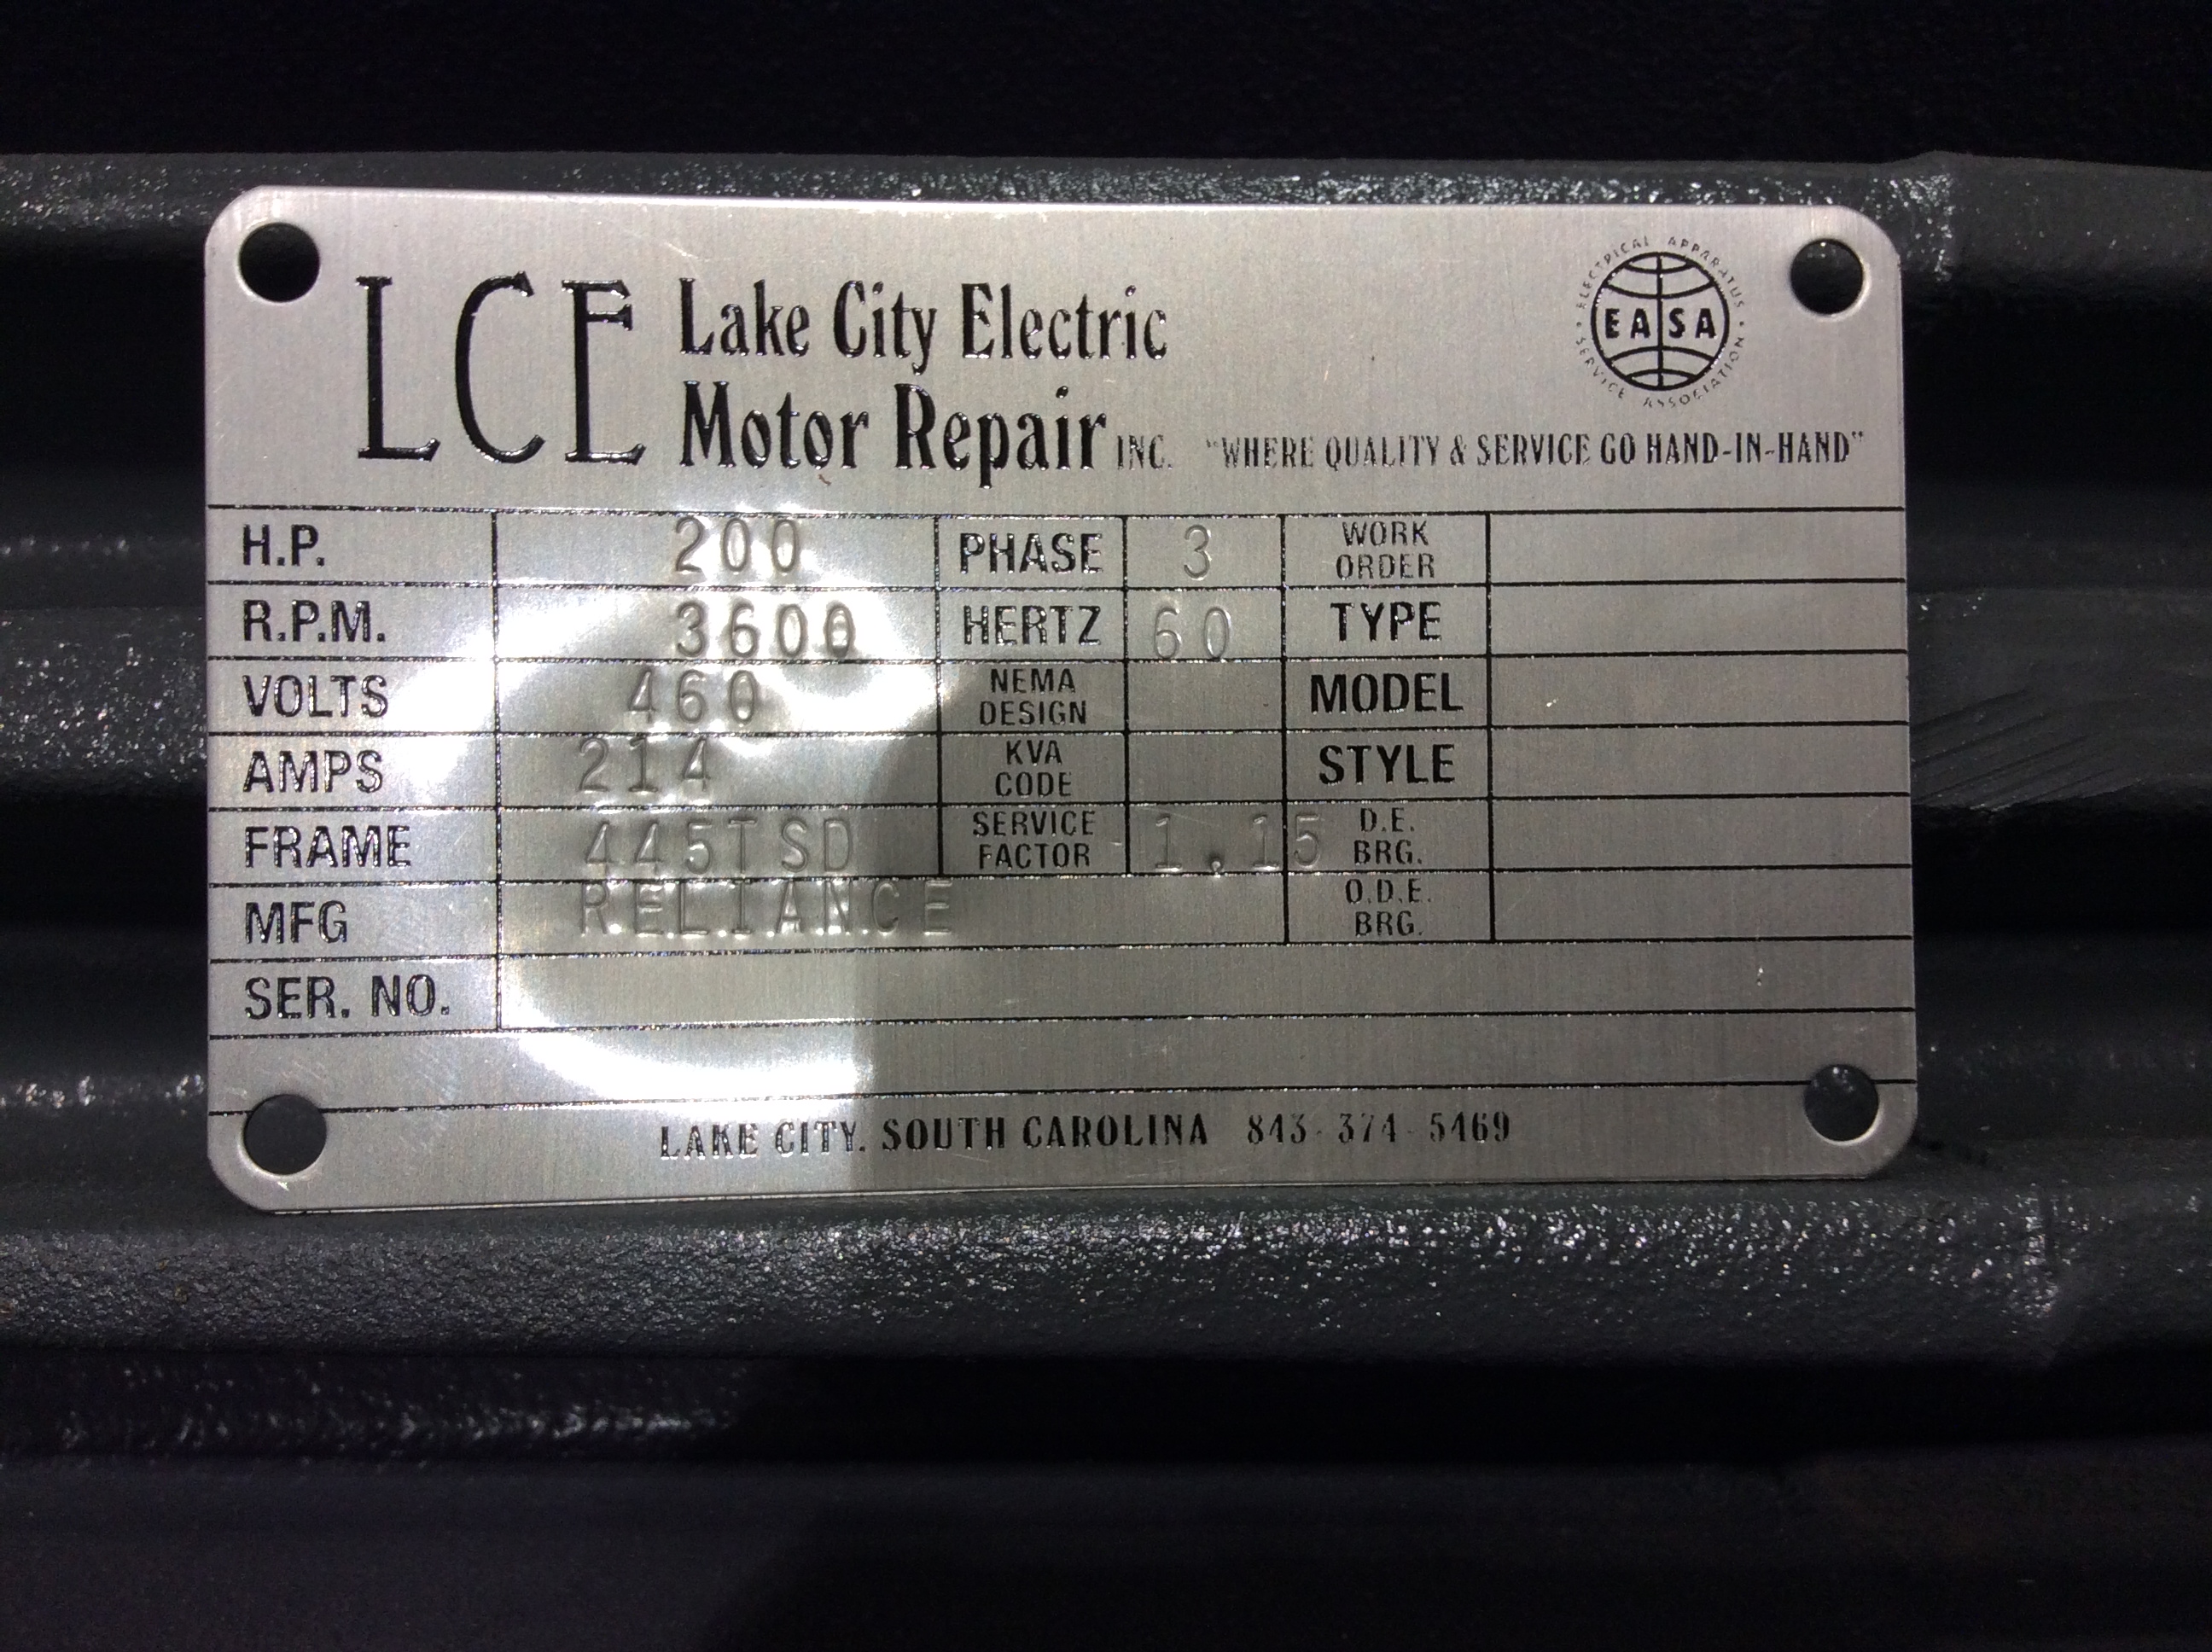 LCE Lake City Electric
Motor Repair INC. "WHERE QUALITY & SERVICE GO HAND-IN-HAND"
ELECTRICAL APPARATUS
EASA
SERVICE ASSOCIATION
H.P. 200 PHASE 3 WORK ORDER
R.P.M. 3600 HERTZ 60 TYPE
VOLTS 460 NEMA DESIGN MODEL
AMPS 214 KVA CODE STYLE
FRAME 445TSD SERVICE FACTOR 1.15 D.E. BRG.
MFG RELIANCE O.D.E. BRG.
SER. NO.
LAKE CITY, SOUTH CAROLINA 843-374-5469